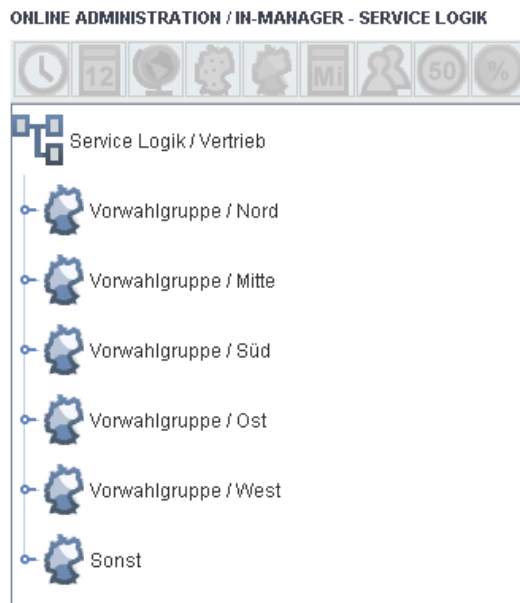 ONLINE ADMINISTRATION / IN-MANAGER - SERVICE LOGIK
12 Mi 50 %
Service Logik / Vertrieb
Vorwahlgruppe / Nord
Vorwahlgruppe / Mitte
Vorwahlgruppe / Süd
Vorwahlgruppe / Ost
Vorwahlgruppe / West
Sonst